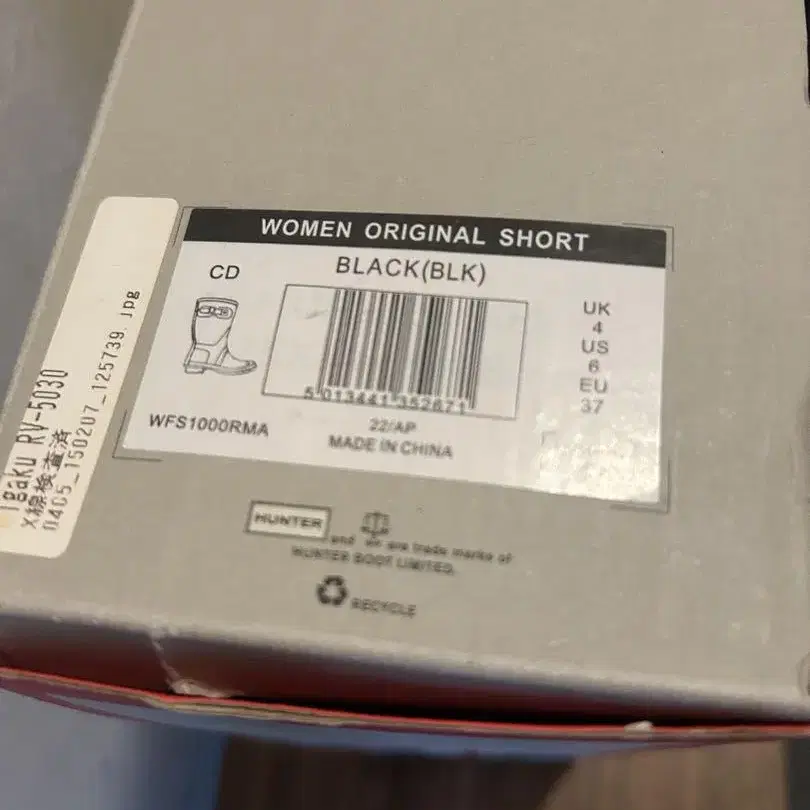 WOMEN ORIGINAL SHORT
CD
BLACK(BLK)
5 013441 352671
WFS1000RMA
22/AP
MADE IN CHINA
UK
4
US
6
EU
37
HUNTER
and are trade marks of
HUNTER BOOT LIMITED.
RECYCLE
Igaku RV-5030
X線検査済
0405_150207_125739.jpg